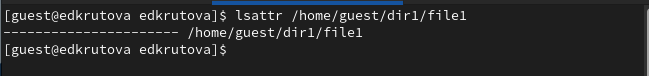 [guest@edkrutova edkrutova]$ lsattr /home/guest/dir1/file1
---------------------- /home/guest/dir1/file1
[guest@edkrutova edkrutova]$